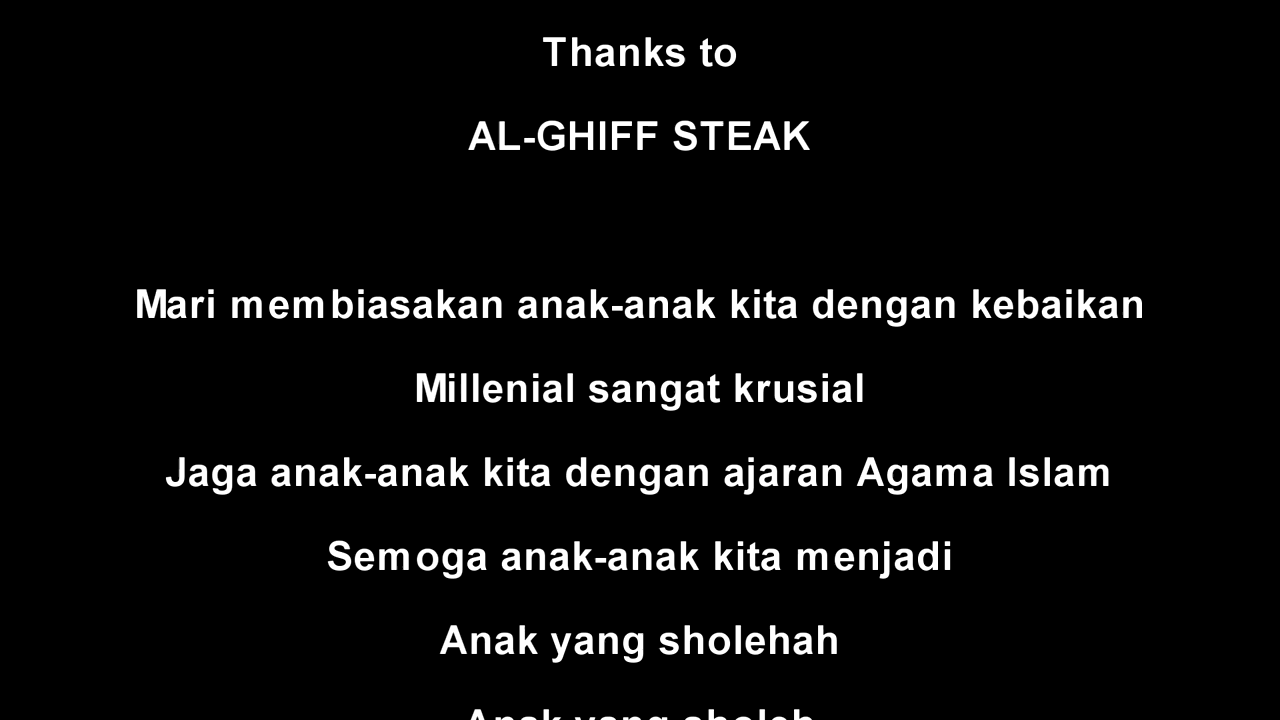 Thanks to
AL-GHIFF STEAK
Mari membiasakan anak-anak kita dengan kebaikan
Millenial sangat krusial
Jaga anak-anak kita dengan ajaran Agama Islam
Semoga anak-anak kita menjadi
Anak yang sholehah
Anak yang sholeh